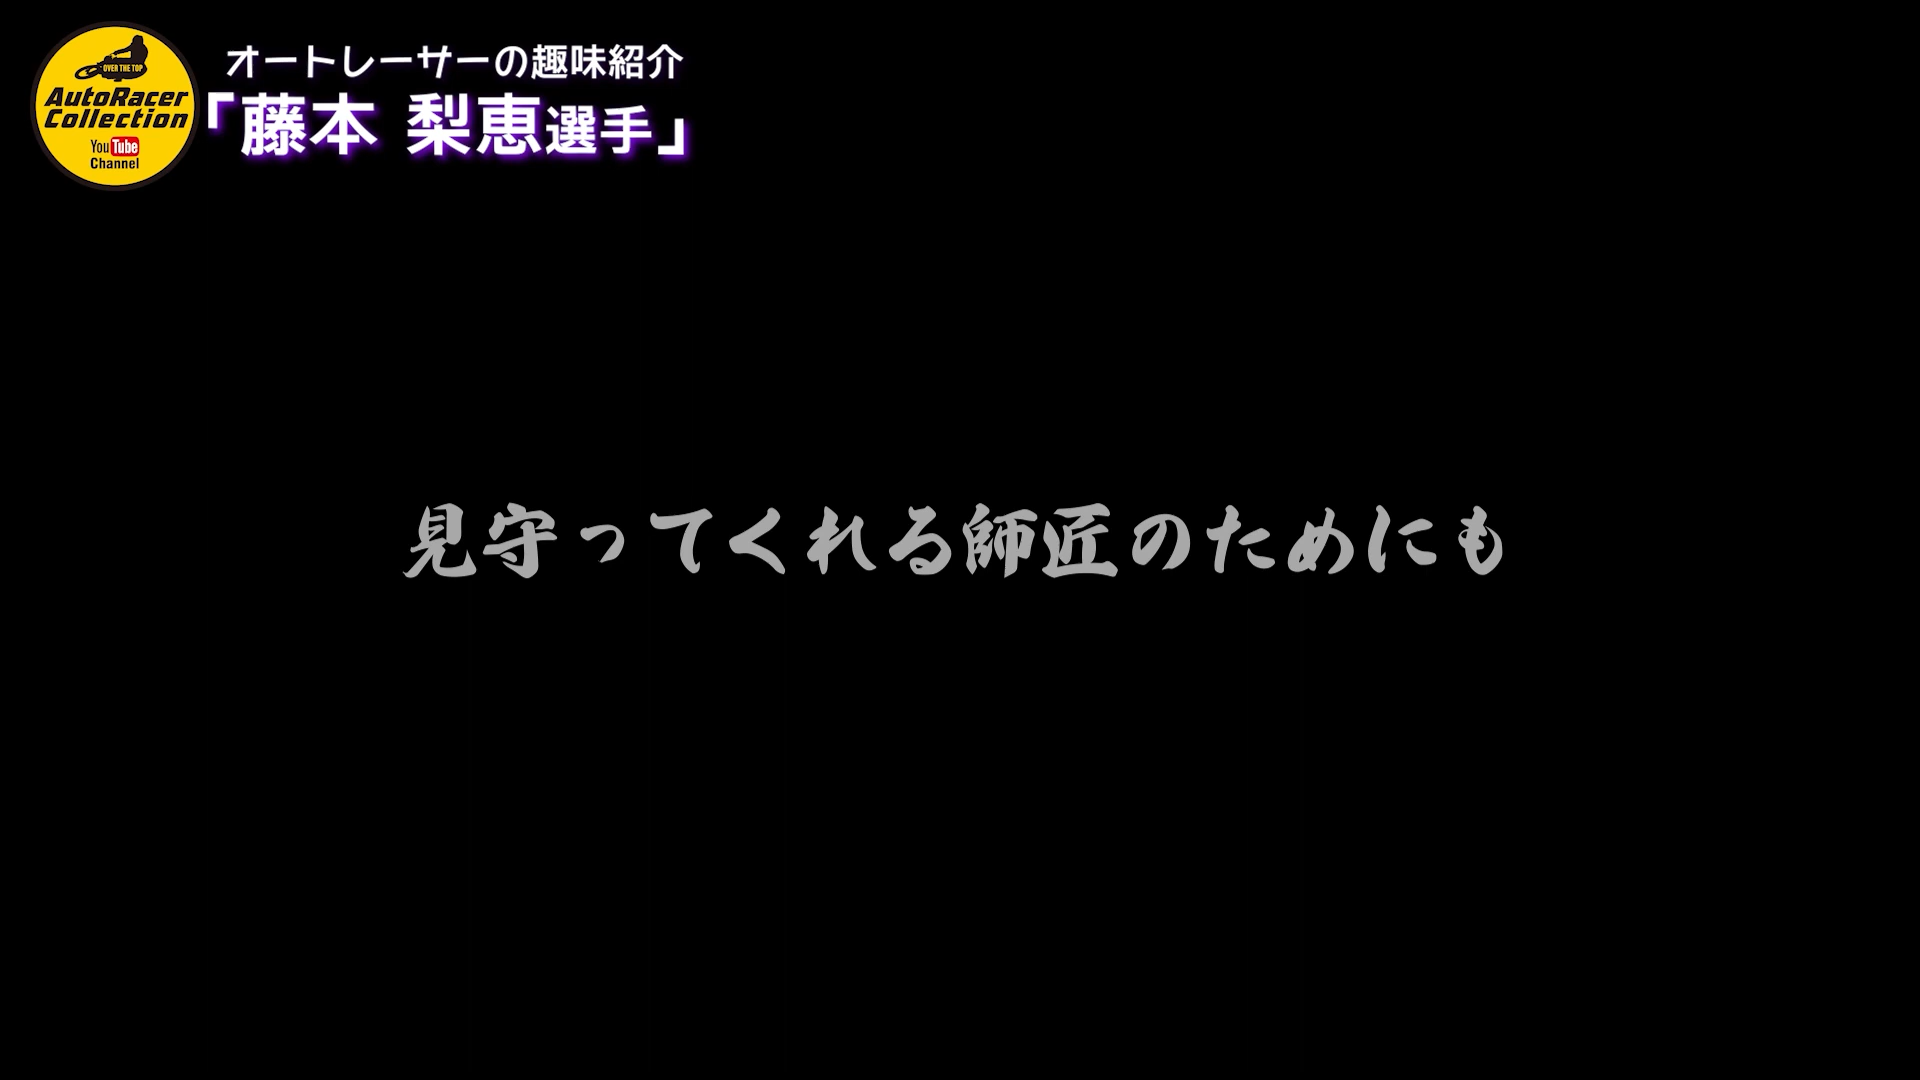 OVER THE TOP
AutoRacer
Collection
YouTube
Channel
オートレーサーの趣味紹介
「藤本 梨恵選手」
見守ってくれる師匠のためにも